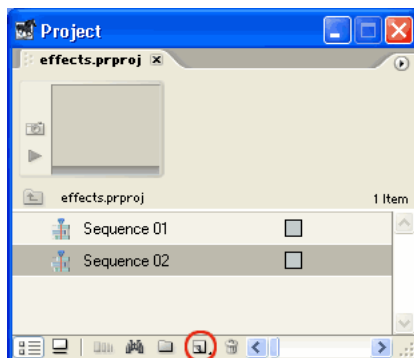 Project
effects.prproj
effects.prproj 1 Item
Sequence 01
Sequence 02